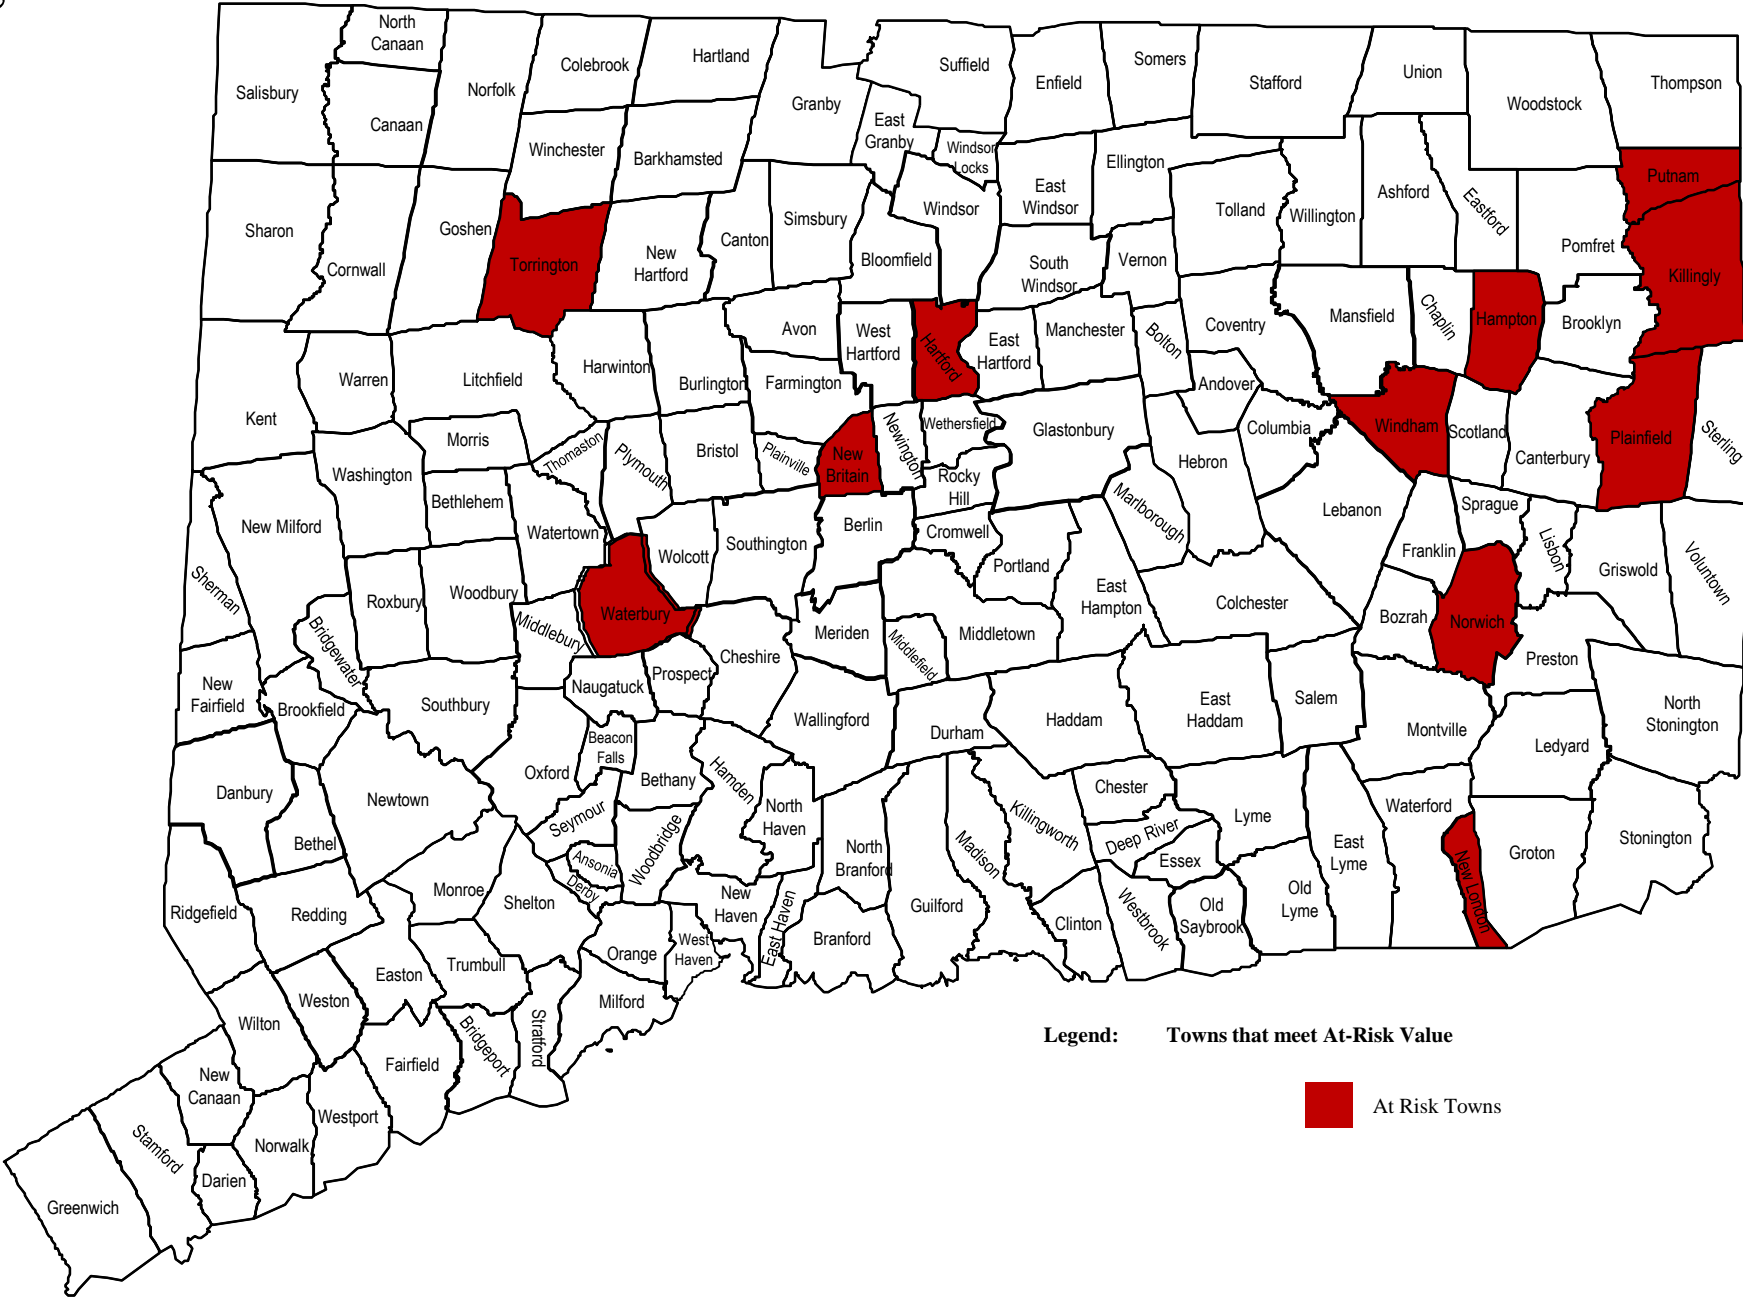 North
Canaan
Colebrook
Hartland
Suffield
Enfield
Somers
Stafford
Union
Woodstock
Thompson
Salisbury
Canaan
Norfolk
Granby
East
Granby
Windsor
Locks
Winchester
Barkhamsted
Ellington
East
Windsor
Tolland
Willington
Ashford
Eastford
Putnam
Sharon
Cornwall
Goshen
Torrington
New
Hartford
Canton
Simsbury
Bloomfield
Windsor
South
Windsor
Vernon
Pomfret
Killingly
Avon
West
Hartford
Hartford
East
Hartford
Manchester
Bolton
Coventry
Mansfield
Chaplin
Hampton
Brooklyn
Kent
Warren
Litchfield
Harwinton
Burlington
Farmington
Andover
Columbia
Windham
Scotland
Canterbury
Plainfield
Sterling
Washington
Morris
Thomaston
Plymouth
Bristol
Plainville
New
Britain
Newington
Wethersfield
Rocky
Hill
Glastonbury
Hebron
Marlborough
Lebanon
Sprague
Lisbon
Franklin
Griswold
Voluntown
Bethlehem
Watertown
New Milford
Sherman
Wolcott
Southington
Berlin
Cromwell
Portland
East
Hampton
Colchester
Bozrah
Norwich
Preston
Roxbury
Woodbury
Waterbury
Middlebury
Bridgewater
Cheshire
Meriden
Middletown
Middlefield
New
Fairfield
Brookfield
Southbury
Naugatuck
Prospect
Wallingford
Durham
Haddam
East
Haddam
Salem
Montville
Ledyard
North
Stonington
Danbury
Bethel
Newtown
Oxford
Beacon
Falls
Bethany
Hamden
North
Haven
Seymour
Woodbridge
Ansonia
Derby
North
Branford
Madison
Killingworth
Chester
Deep River
Essex
Lyme
East
Lyme
Waterford
New London
Groton
Stonington
Ridgefield
Redding
Monroe
Shelton
New
Haven
East Haven
Branford
Guilford
Clinton
Westbrook
Old
Saybrook
Old
Lyme
Easton
Trumbull
Orange
West
Haven
Milford
Stratford
Bridgeport
Weston
Wilton
Fairfield
New
Canaan
Westport
Norwalk
Darien
Stamford
Greenwich
Legend: Towns that meet At-Risk Value
At Risk Towns